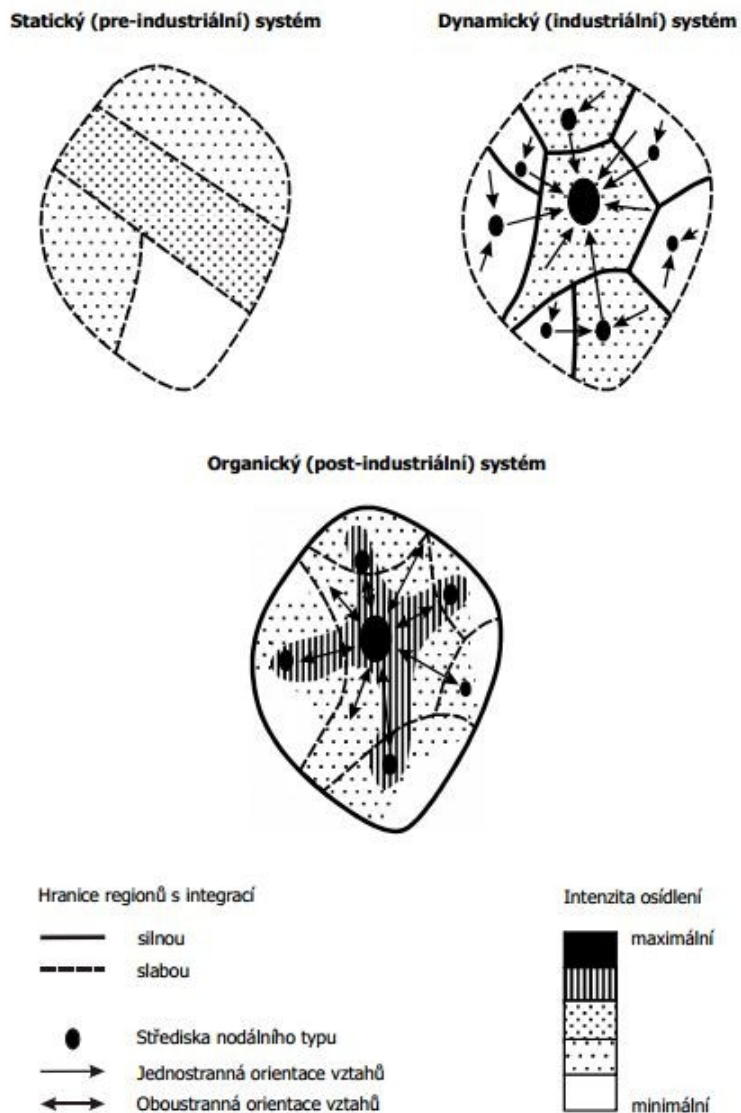 Statický (pre-industriální) systém
Dynamický (industriální) systém
Organický (post-industriální) systém
Hranice regionů s integrací
silnou
slabou
Střediska nodálního typu
Jednostranná orientace vztahů
Oboustranná orientace vztahů
Intenzita osídlení
maximální
minimální